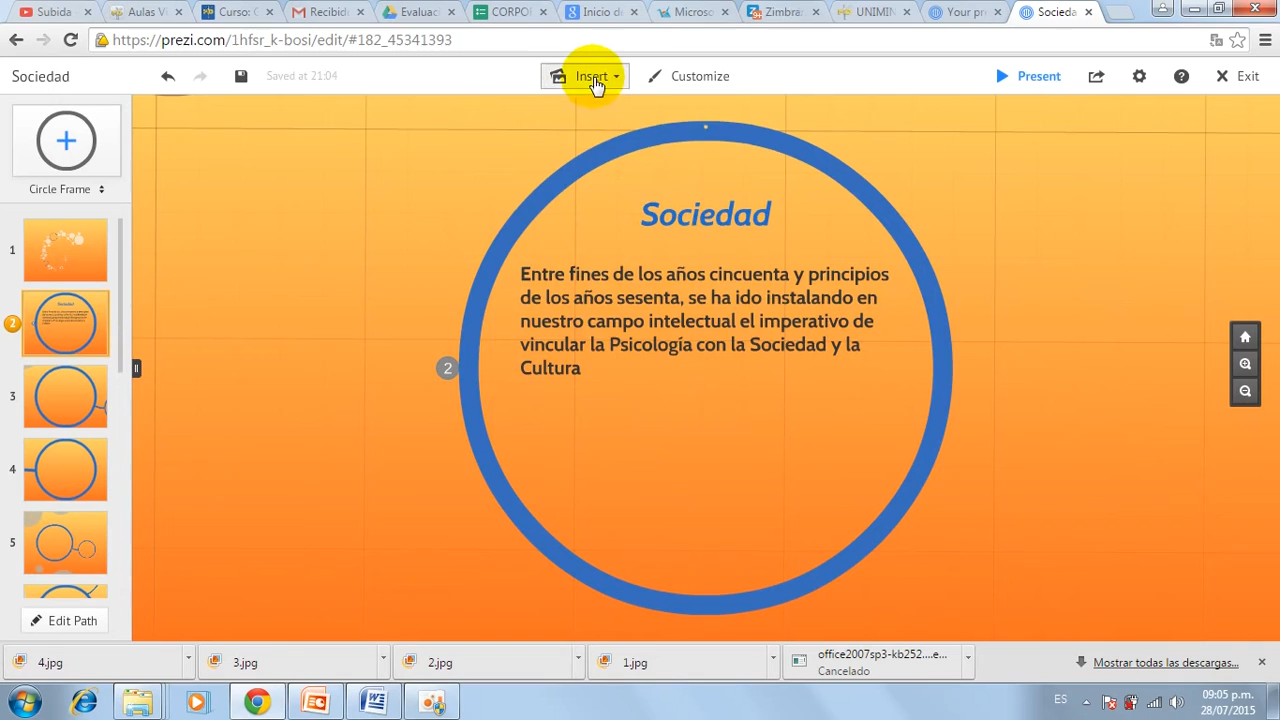 Subida
Aulas V
Curso: G
Recibid
Evaluac
CORPO
Inicio de
Microso
Zimbra:
UNIMIN
Your pre
Socieda
https://prezi.com/1hfsr_k-bosi/edit/#182_45341393
Sociedad
Saved at 21:04
Insert
Customize
Present
Exit
Circle Frame
1
2
3
4
5
Edit Path
Sociedad
Entre fines de los años cincuenta y principios
de los años sesenta, se ha ido instalando en
nuestro campo intelectual el imperativo de
vincular la Psicología con la Sociedad y la
Cultura
2
4.jpg
3.jpg
2.jpg
1.jpg
office2007sp3-kb252....e...
Cancelado
Mostrar todas las descargas...
ES
09:05 p.m.
28/07/2015